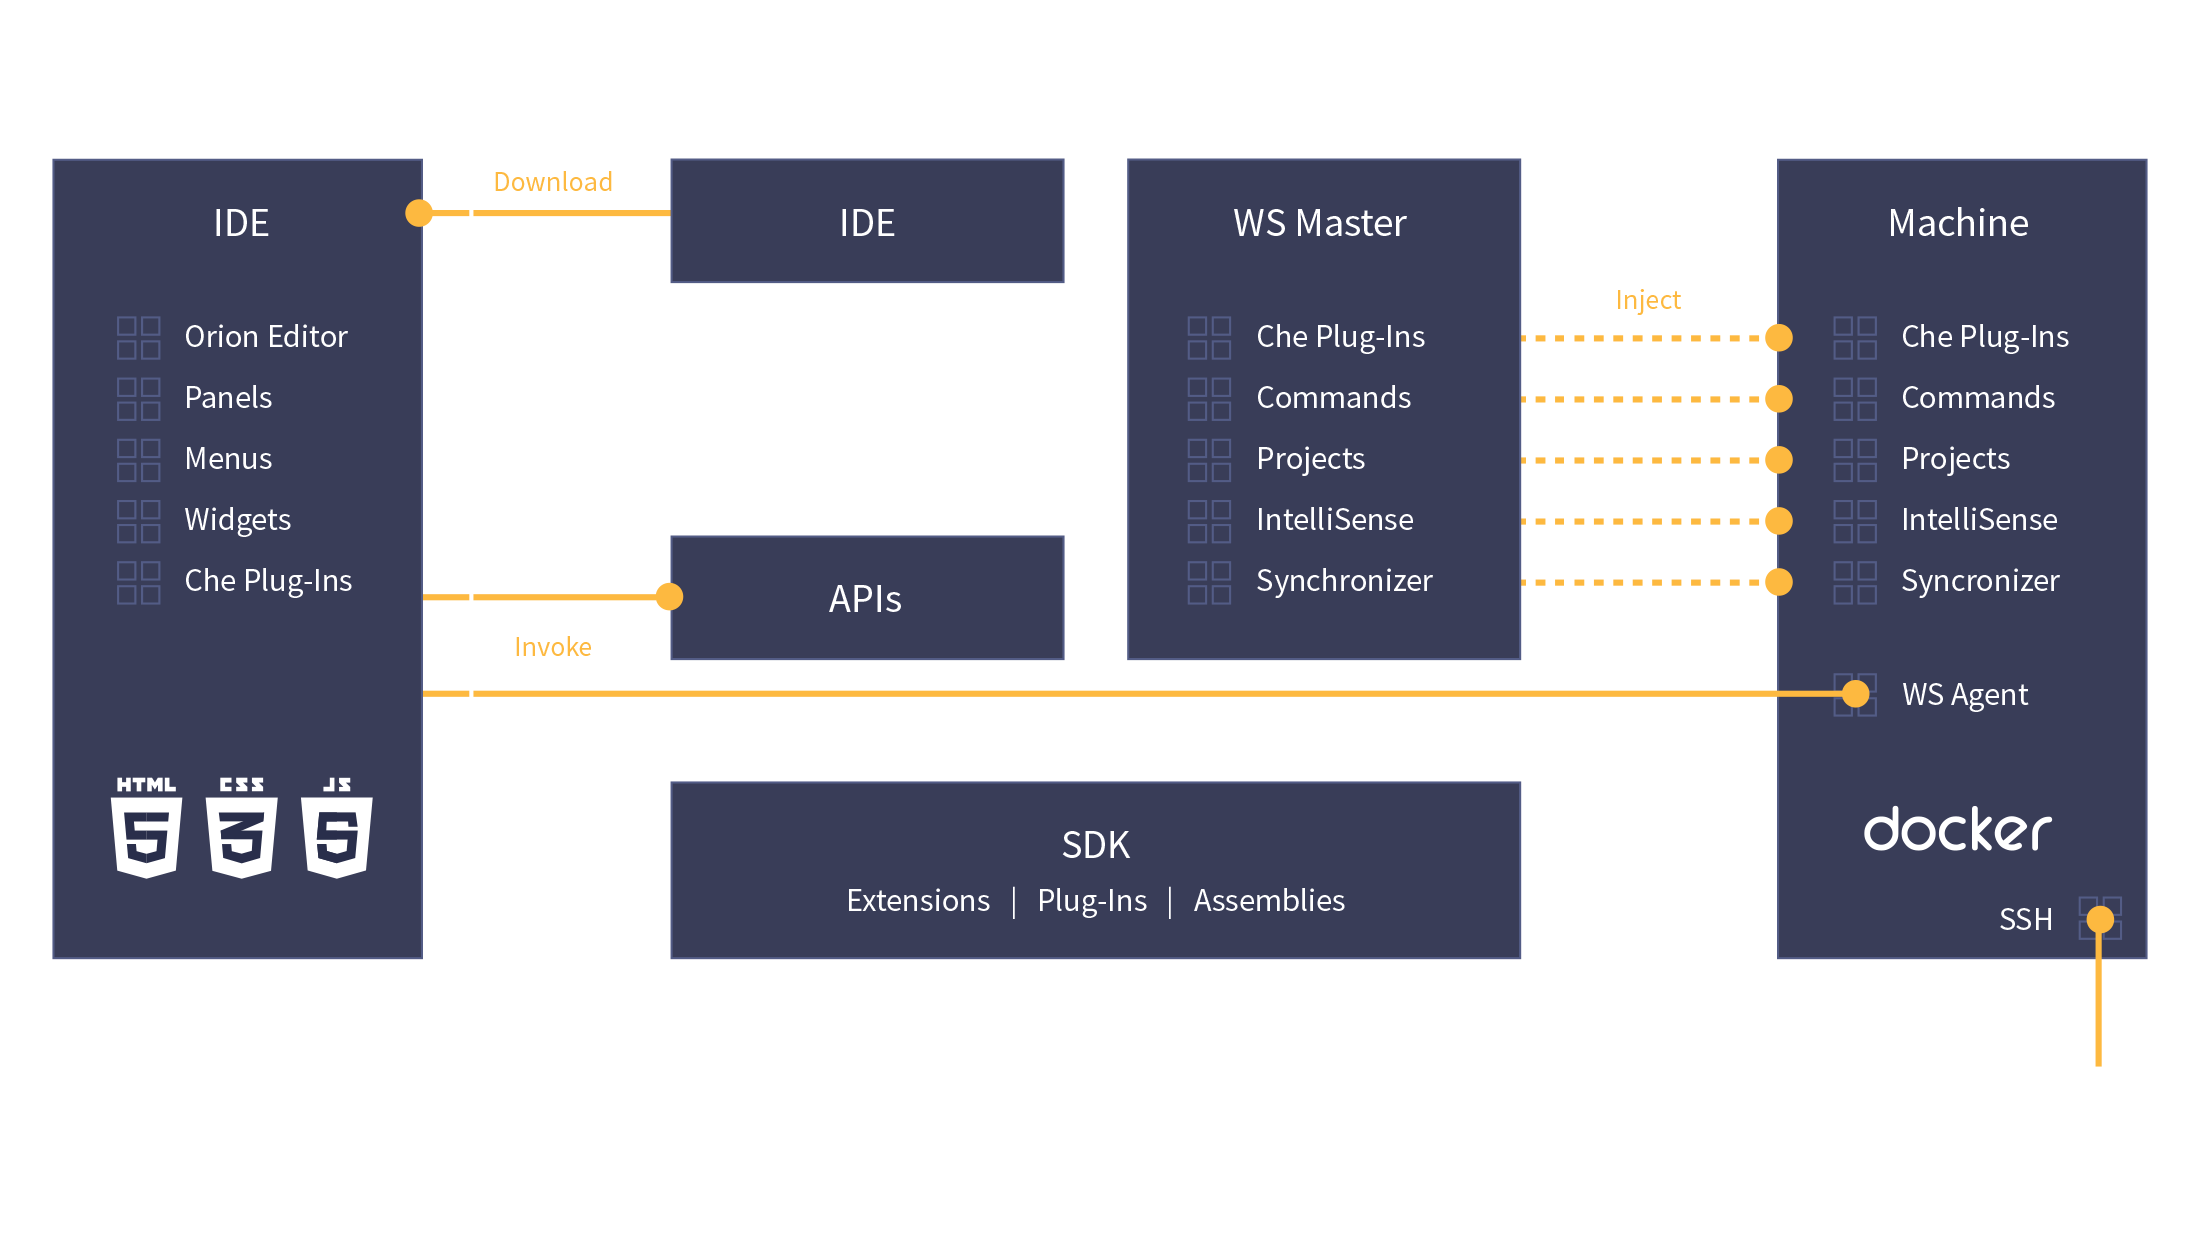 IDE
Orion Editor
Panels
Menus
Widgets
Che Plug-Ins
HTML
5
CSS
3
JS
5
Download
Invoke
IDE
APIs
WS Master
Che Plug-Ins
Commands
Projects
IntelliSense
Synchronizer
SDK
Extensions | Plug-Ins | Assemblies
Inject
Machine
Che Plug-Ins
Commands
Projects
IntelliSense
Syncronizer
WS Agent
docker
SSH